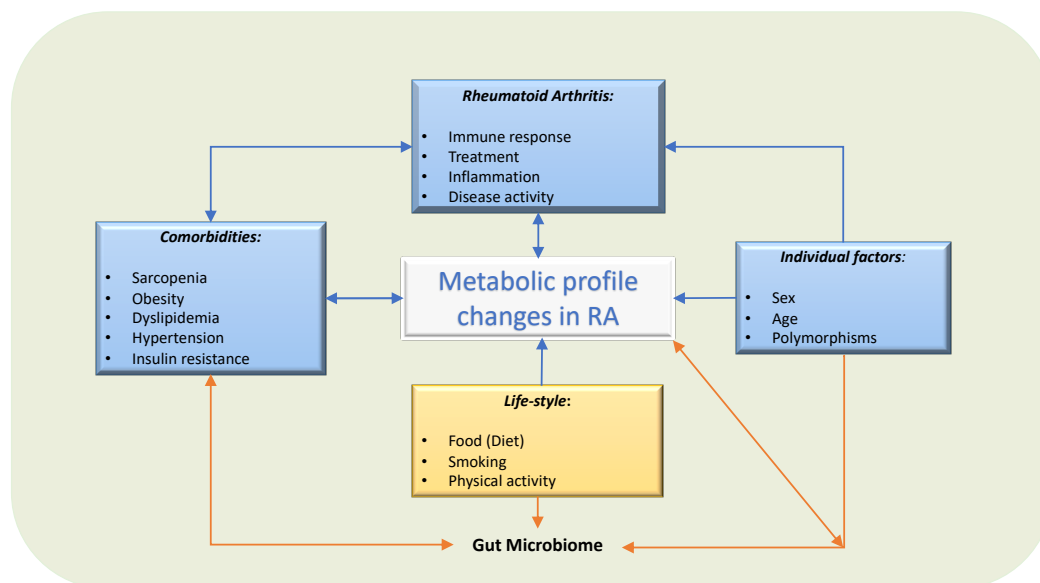 Rheumatoid Arthritis:
• Immune response
• Treatment
• Inflammation
• Disease activity
Comorbidities:
• Sarcopenia
• Obesity
• Dyslipidemia
• Hypertension
• Insulin resistance
Metabolic profile
changes in RA
Individual factors:
• Sex
• Age
• Polymorphisms
Life-style:
• Food (Diet)
• Smoking
• Physical activity
Gut Microbiome